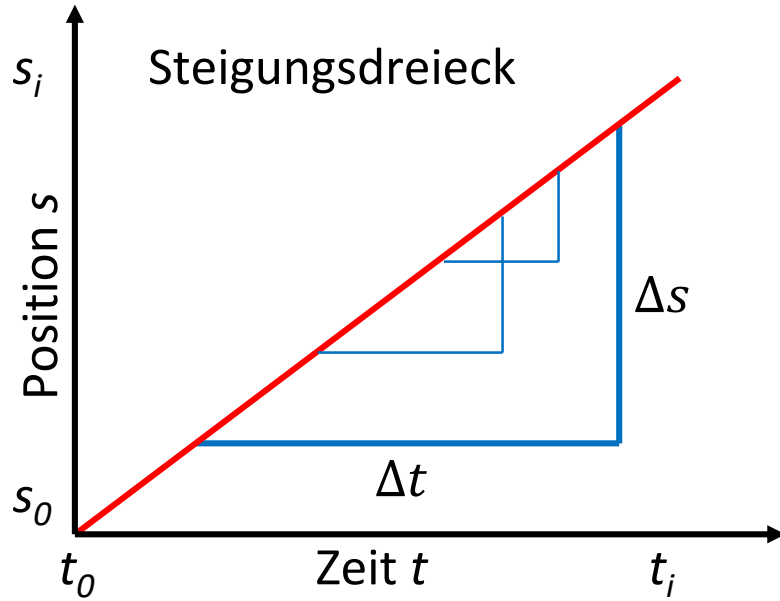 Steigungsdreieck
s_i
Position s
s_0
Δs
Δt
t_0
Zeit t
t_i